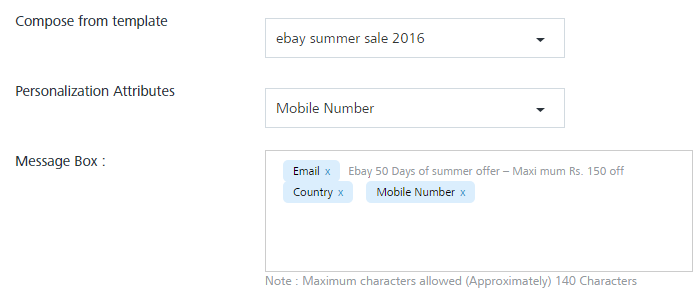 Compose from template
ebay summer sale 2016
Personalization Attributes
Mobile Number
Message Box :
Email x Ebay 50 Days of summer offer – Maxi mum Rs. 150 off
Country x Mobile Number x
Note : Maximum characters allowed (Approximately) 140 Characters